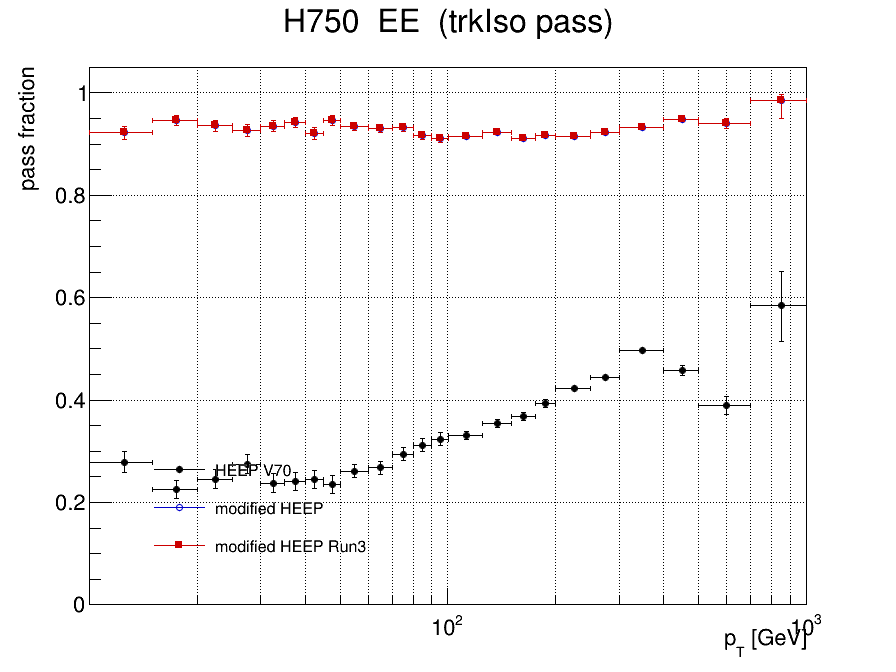 H750 EE (trkIso pass)
pass fraction
1
0.8
0.6
0.4
0.2
0
HEEP V70
modified HEEP
modified HEEP Run3
10²
10³
p_T [GeV]